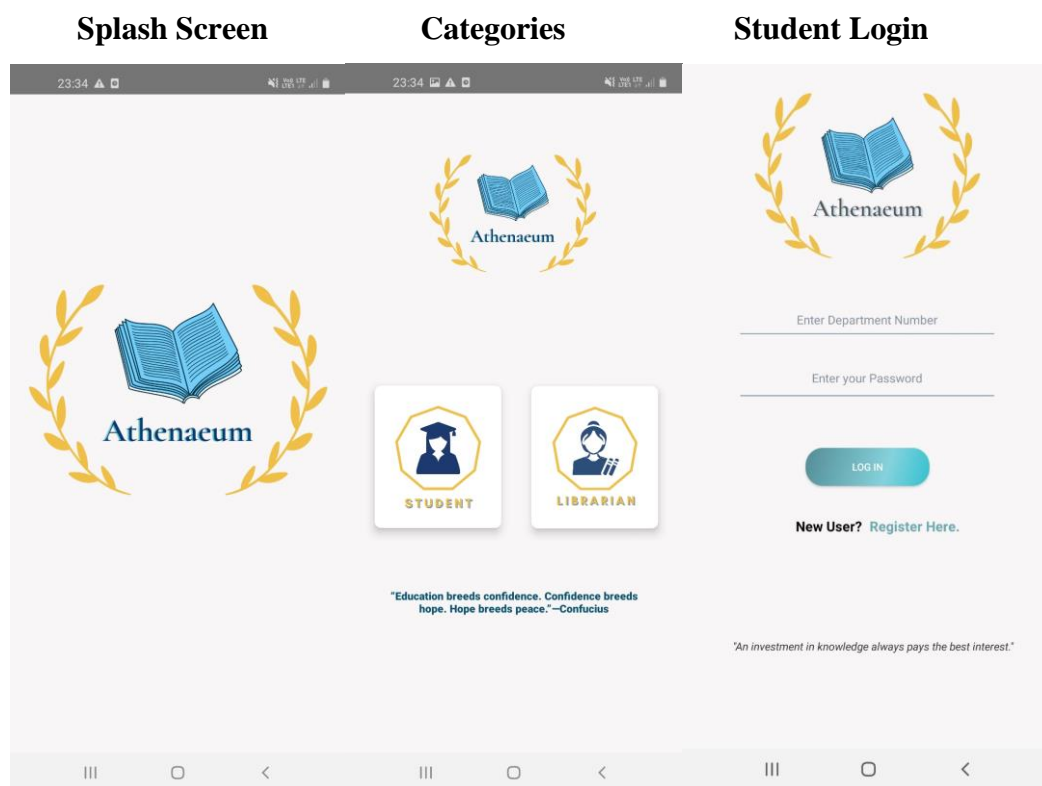 Splash Screen
Categories
Student Login
23:34
23:34
Athenaeum
Athenaeum
Athenaeum
Enter Department Number
Enter your Password
STUDENT
LIBRARIAN
LOG IN
New User? Register Here.
"Education breeds confidence. Confidence breeds
hope. Hope breeds peace."—Confucius
"An investment in knowledge always pays the best interest."